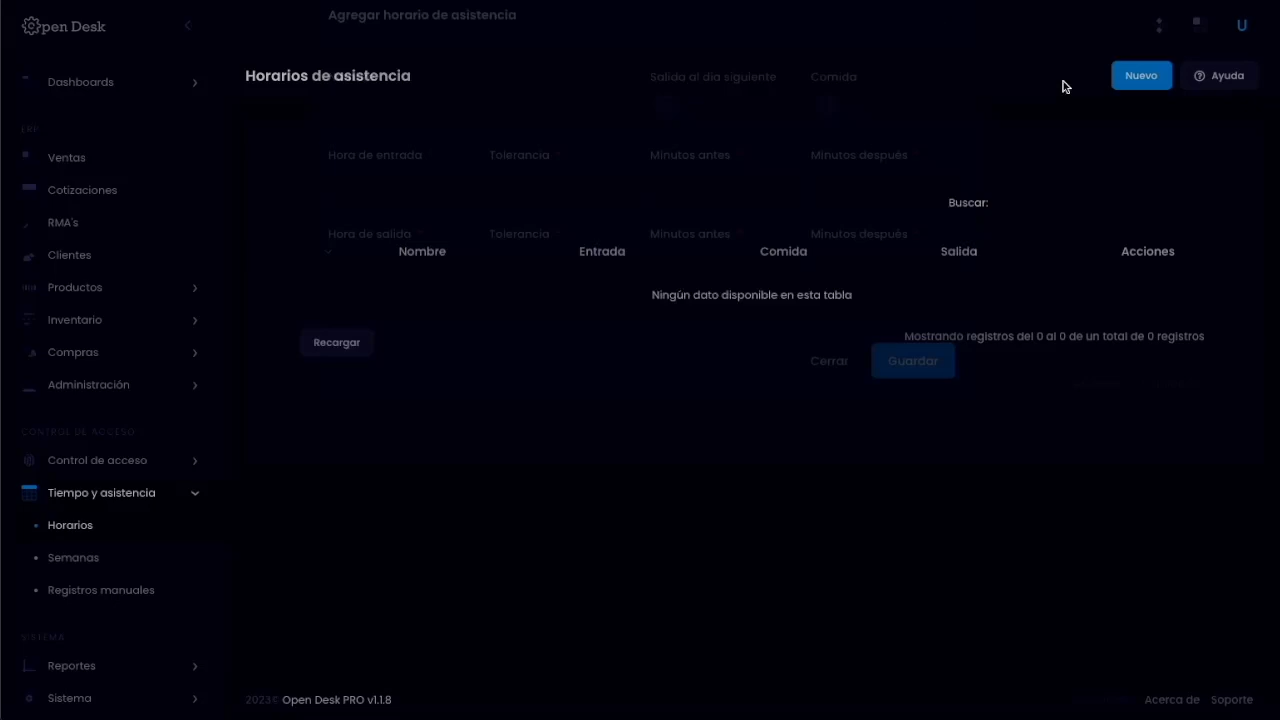 Open Desk
Agregar horario de asistencia
U
Dashboards
Horarios de asistencia
Salida al día siguiente
Comida
Nuevo
Ayuda
ERP
Ventas
Hora de entrada
Tolerancia
Minutos antes
Minutos después
Cotizaciones
Buscar:
RMA's
Hora de salida
Tolerancia
Minutos antes
Minutos después
Clientes
Nombre
Entrada
Comida
Salida
Acciones
Productos
Ningún dato disponible en esta tabla
Inventario
Recargar
Mostrando registros del 0 al 0 de un total de 0 registros
Compras
Cerrar
Guardar
Administración
CONTROL DE ACCESO
Control de acceso
Tiempo y asistencia
Horarios
Semanas
Registros manuales
SISTEMA
Reportes
Sistema
2023© Open Desk PRO v1.1.8
Acerca de
Soporte